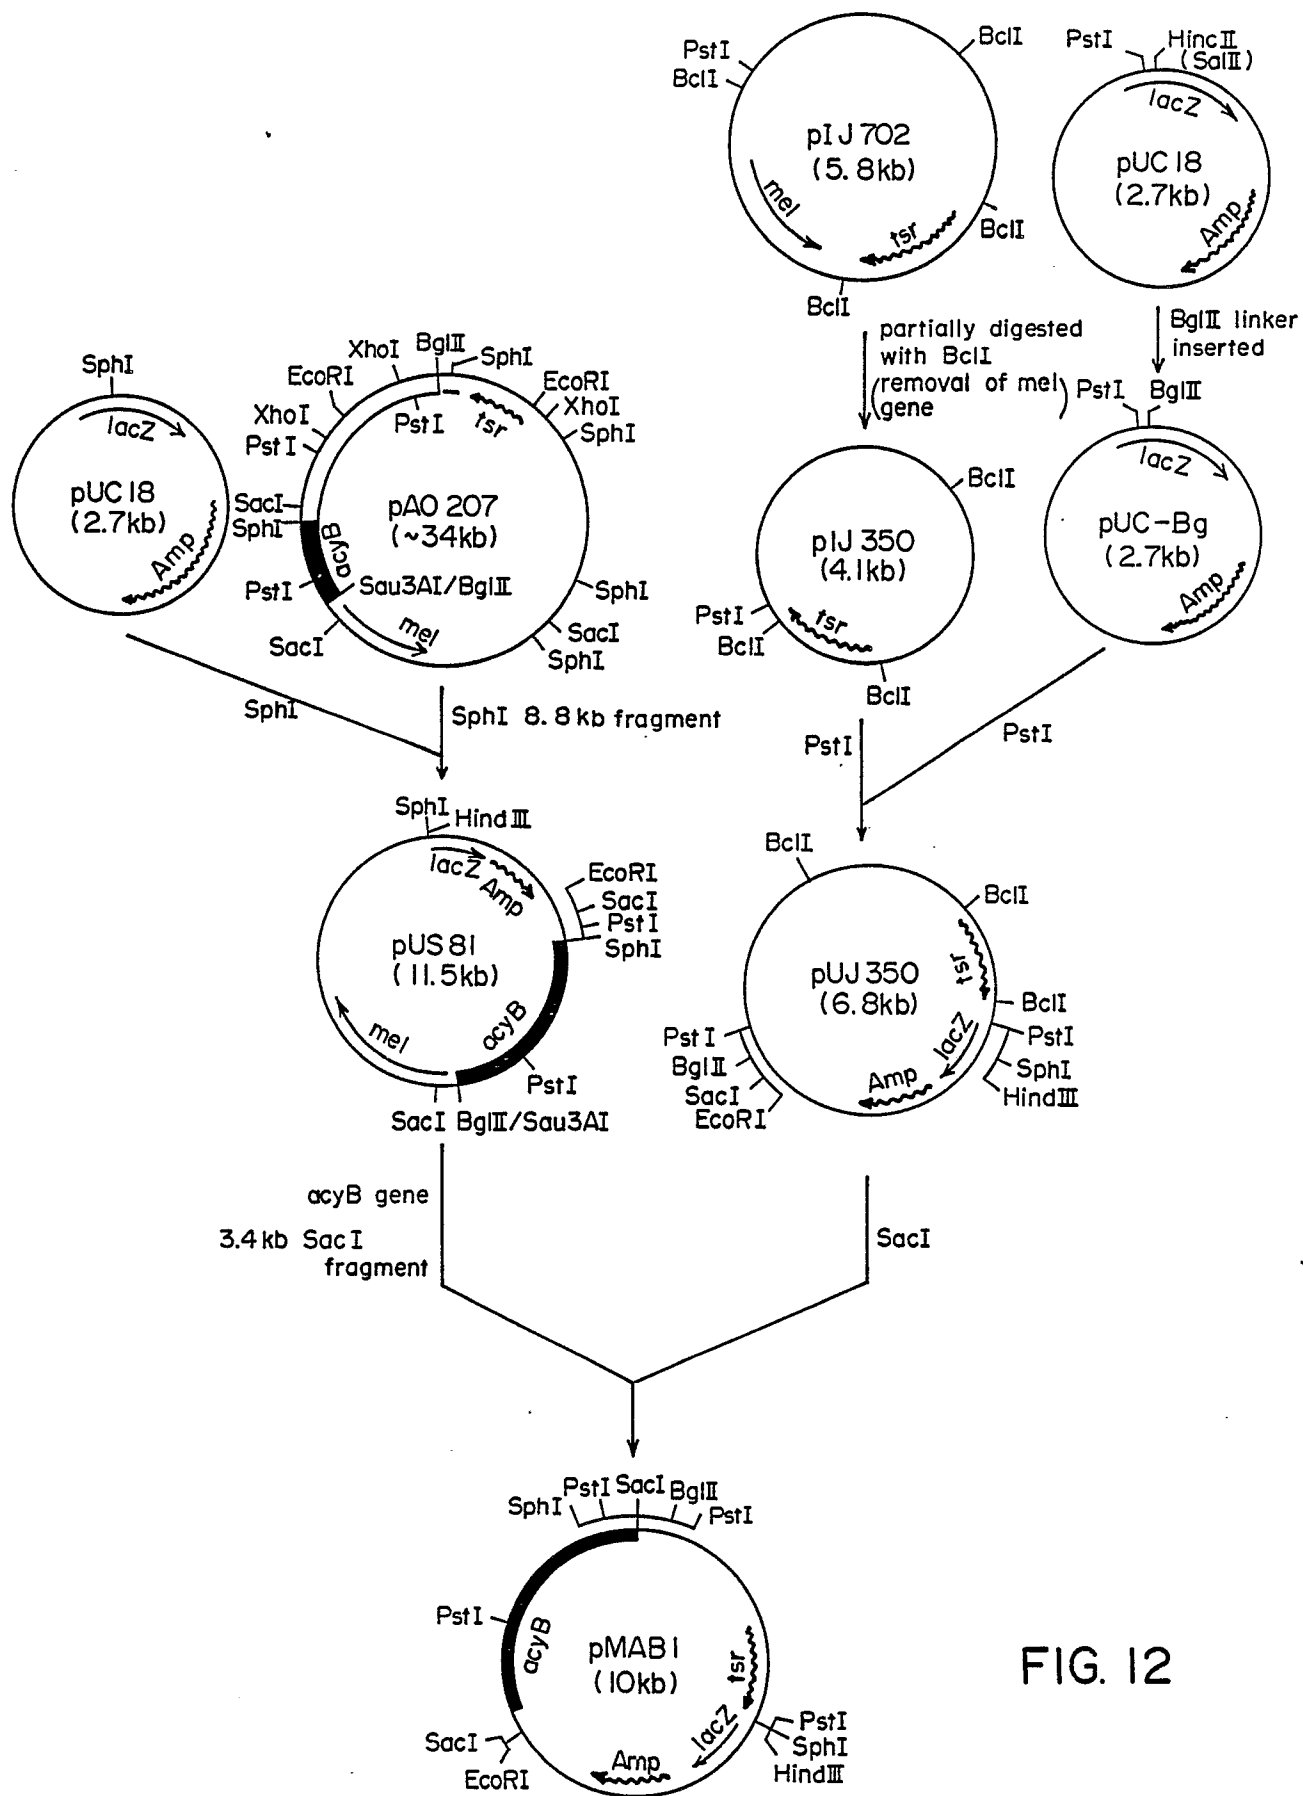 PstI
BclI
BclI
pIJ 702
(5.8kb)
mel
tsr
BclI
BclI
PstI
HincII
(SalII)
lacZ
pUC18
(2.7kb)
Amp
partially digested
with BclI
(removal of mel
gene)
BglII linker
inserted
SphI
lacZ
pUC18
(2.7kb)
Amp
BglII
SphI
XhoI
EcoRI
XhoI
PstI
SacI
SphI
PstI
SacI
PstI
tsr
EcoRI
XhoI
SphI
pAO 207
(~34kb)
acyB
Sau3AI/BglII
mel
SphI
SacI
SphI
BclI
pIJ 350
(4.1kb)
PstI
BclI
tsr
BclI
PstI
BglII
lacZ
pUC-Bg
(2.7kb)
Amp
SphI
SphI 8.8kb fragment
PstI
PstI
SphI
HindIII
lacZ
Amp
EcoRI
SacI
PstI
SphI
pUS81
(11.5kb)
mel
acyB
PstI
SacI
BglII/Sau3AI
BclI
BclI
tsr
pUJ 350
(6.8kb)
BclI
PstI
BglII
SacI
EcoRI
lacZ
Amp
PstI
SphI
HindIII
acyB gene
3.4kb SacI
fragment
SacI
SphI
PstI
SacI
BglII
PstI
PstI
acyB
pMAB1
(10kb)
tsr
lacZ
Amp
SacI
EcoRI
PstI
SphI
HindIII
FIG. 12